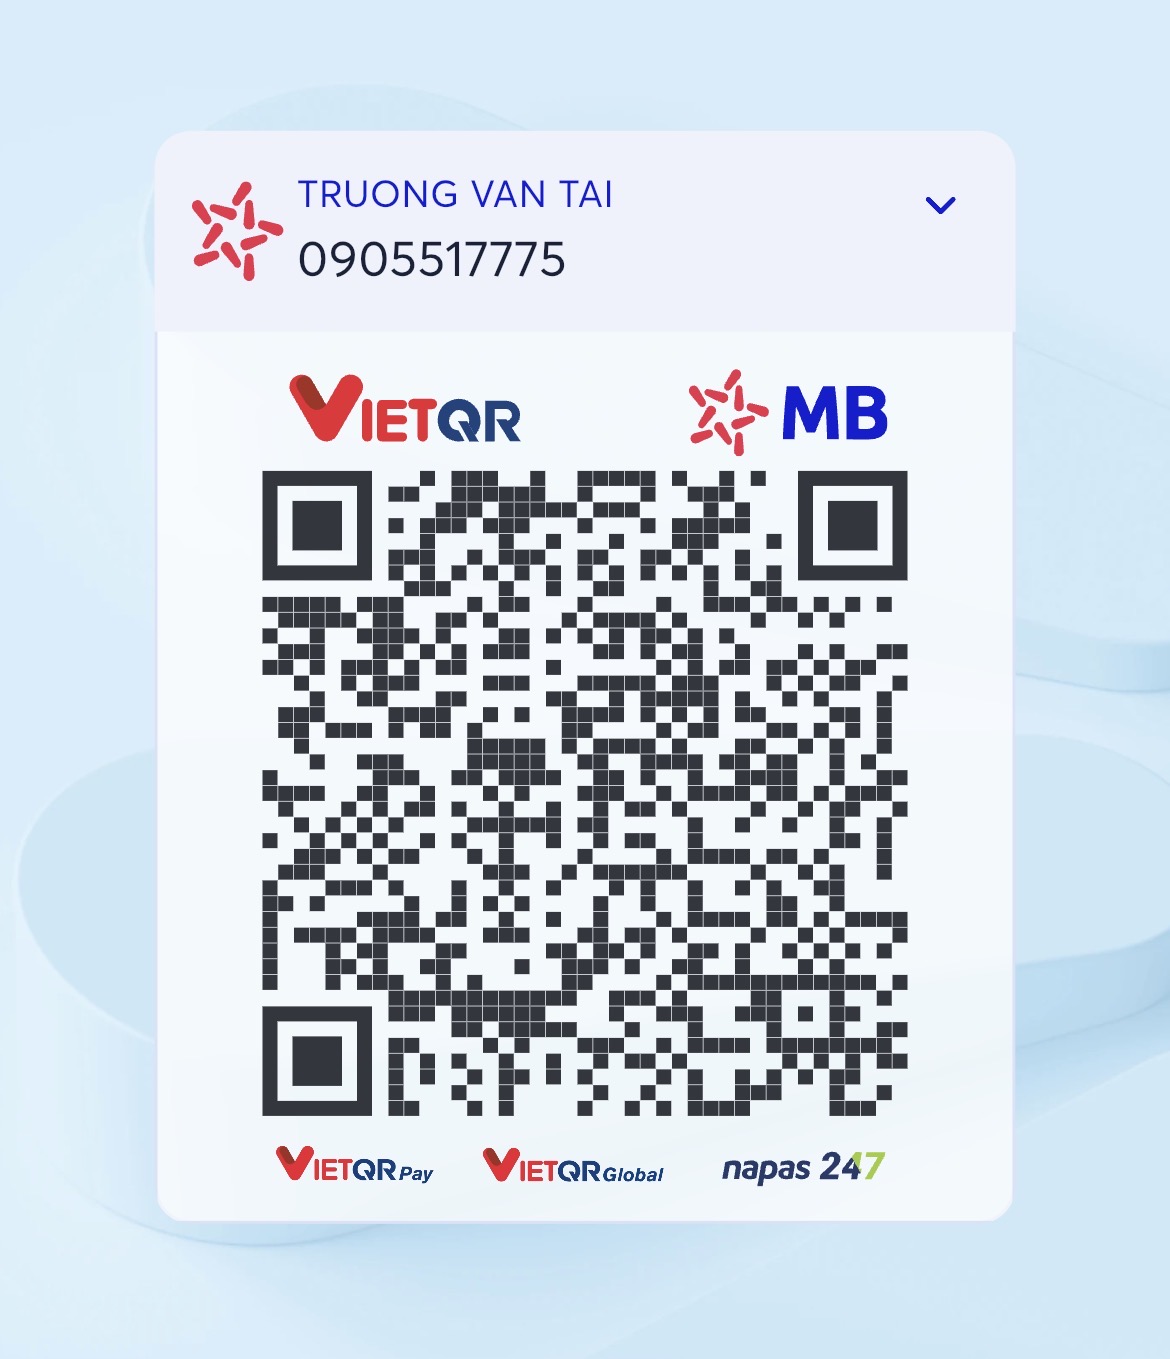 TRUONG VAN TAI
0905517775
VIETQR
MB
VIETQR Pay
VIETQR Global
napas 247